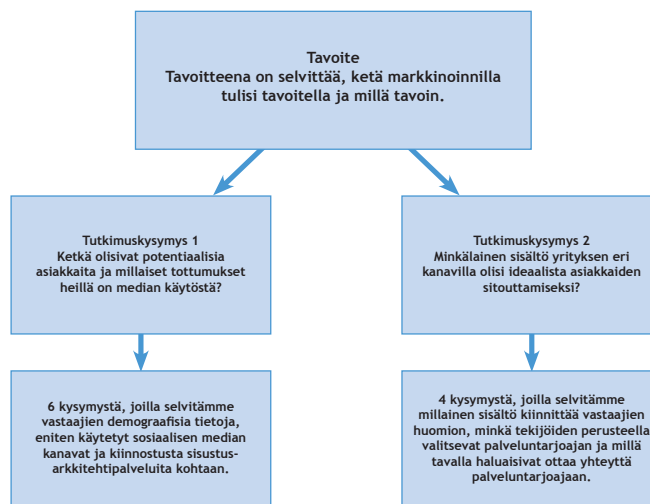 Tavoite
Tavoitteena on selvittää, ketä markkinoinnilla
tulisi tavoitella ja millä tavoin.
Tutkimuskysymys 1
Ketkä olisivat potentiaalisia
asiakkaita ja millaiset tottumukset
heillä on median käytöstä?
Tutkimuskysymys 2
Minkälainen sisältö yrityksen eri
kanavilla olisi ideaalista asiakkaiden
sitouttamiseksi?
6 kysymystä, joilla selvitämme
vastaajien demograafisia tietoja,
eniten käytetyt sosiaalisen median
kanavat ja kiinnostusta sisustus-
arkkitehtipalveluita kohtaan.
4 kysymystä, joilla selvitämme
millainen sisältö kiinnittää vastaajien
huomion, minkä tekijöiden perusteella
valitsevat palveluntarjoajan ja millä
tavalla haluaisivat ottaa yhteyttä
palveluntarjoajaan.